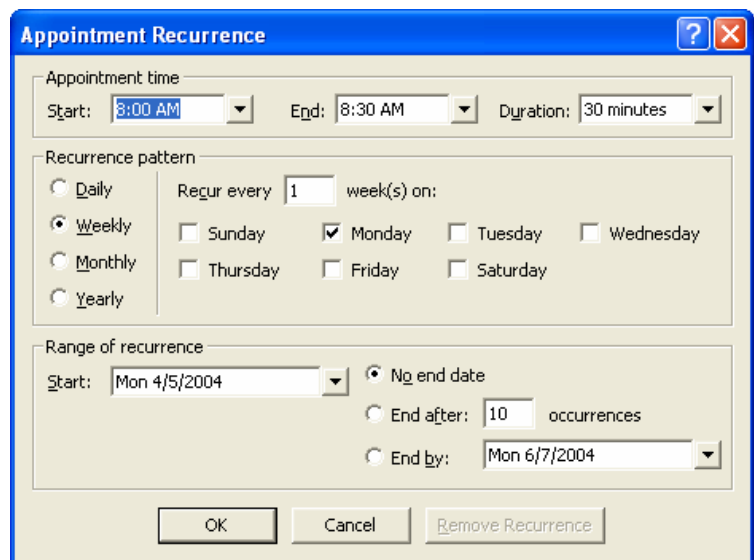 Appointment Recurrence
Appointment time
Start: 8:00 AM End: 8:30 AM Duration: 30 minutes
Recurrence pattern
Daily Recur every 1 week(s) on:
Weekly Sunday Monday Tuesday Wednesday
Monthly Thursday Friday Saturday
Yearly
Range of recurrence
Start: Mon 4/5/2004 No end date
End after: 10 occurrences
End by: Mon 6/7/2004
OK Cancel Remove Recurrence